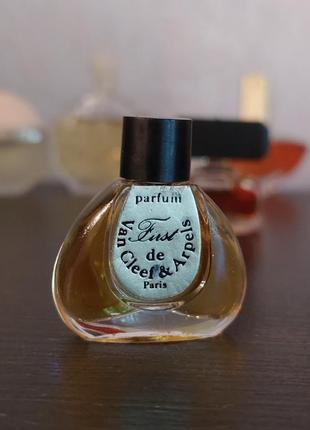 parfum
First
de
Van Cleef & Arpels
Paris